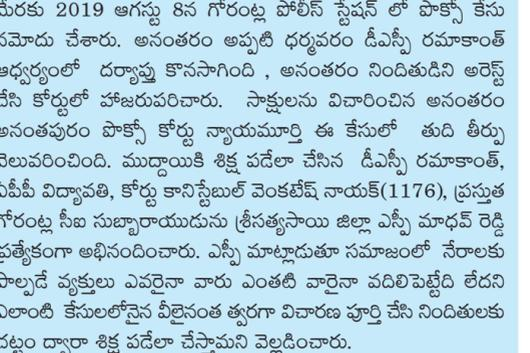 మేరకు 2019 ఆగస్టు 8న గోరంట్ల పోలీస్ స్టేషన్ లో పొక్సో కేసు
నమోదు చేశారు. అనంతరం అప్పటి ధర్మవరం డీఎస్పీ రమాకాంత్
ఆధ్వర్యంలో దర్యాప్తు కొనసాగింది , అనంతరం నిందితుడిని అరెస్ట్
చేసి కోర్టులో హాజరుపరిచారు. సాక్షులను విచారించిన అనంతరం
అనంతపురం పొక్సో కోర్టు న్యాయమూర్తి ఈ కేసులో తుది తీర్పు
వెలువరించింది. ముద్దాయికి శిక్ష పడేలా చేసిన డీఎస్పీ రమాకాంత్,
ఏపీపీ విద్యావతి, కోర్టు కానిస్టేబుల్ వెంకటేష్ నాయక్(1176), ప్రస్తుత
గోరంట్ల సీఐ సుబ్బారాయుడును శ్రీసత్యసాయి జిల్లా ఎస్పీ మాధవ్ రెడ్డి
ప్రత్యేకంగా అభినందించారు. ఎస్పీ మాట్లాడుతూ సమాజంలో నేరాలకు
పాల్పడే వ్యక్తులు ఎవరైనా వారు ఎంతటి వారైనా వదిలిపెట్టేది లేదని
ఎలాంటి కేసులలోనైన వీలైనంత త్వరగా విచారణ పూర్తి చేసి నిందితులకు
చట్టం ద్వారా శిక్ష పడేలా చేస్తామని వెల్లడించారు.